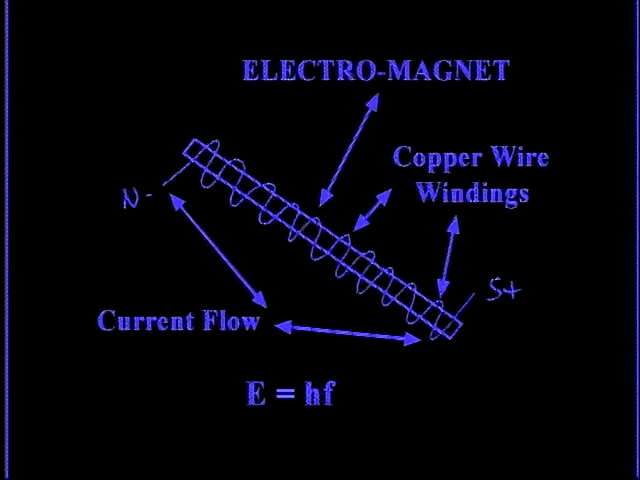 ELECTRO-MAGNET
Copper Wire
Windings
N-
S+
Current Flow
E = hf